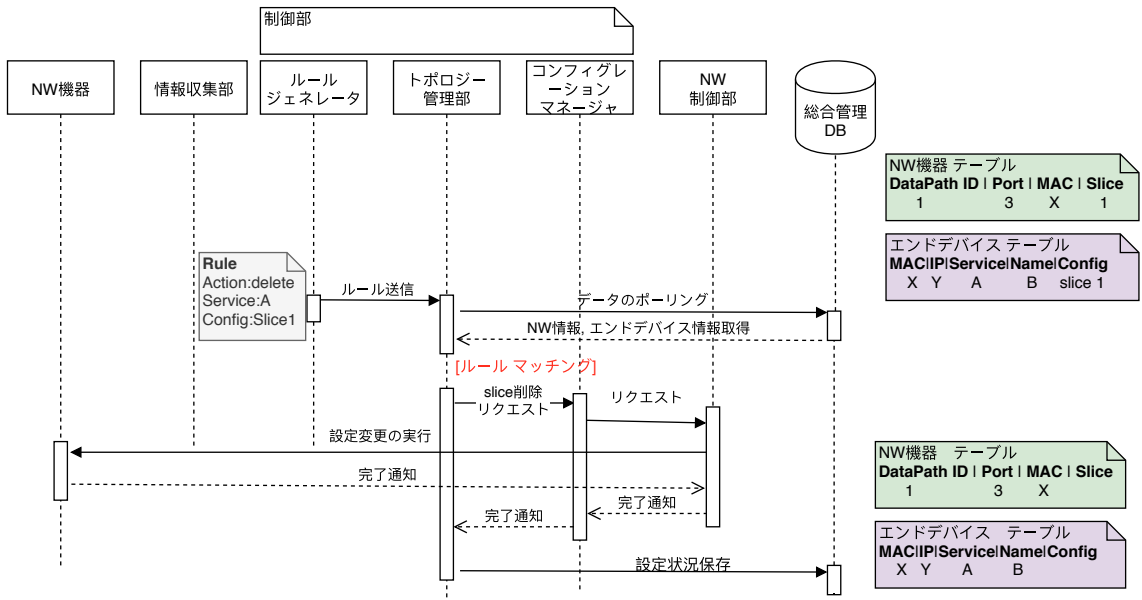 制御部
NW機器
情報収集部
ルール
ジェネレータ
トポロジー
管理部
コンフィグレ
ーション
マネージャ
NW
制御部
総合管理
DB
NW機器 テーブル
DataPath ID | Port | MAC | Slice
1 3 X 1
エンドデバイス テーブル
MAC|IP|Service|Name|Config
X Y A B slice 1
Rule
Action:delete
Service:A
Config:Slice1
ルール送信
データのポーリング
NW情報, エンドデバイス情報取得
[ルール マッチング]
slice削除
リクエスト
リクエスト
設定変更の実行
完了通知
完了通知
完了通知
設定状況保存
NW機器 テーブル
DataPath ID | Port | MAC | Slice
1 3 X
エンドデバイス テーブル
MAC|IP|Service|Name|Config
X Y A B